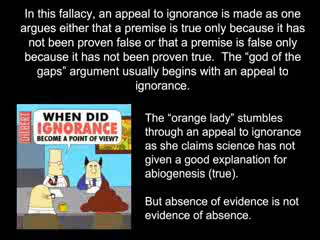 In this fallacy, an appeal to ignorance is made as one
argues either that a premise is true only because it has
not been proven false or that a premise is false only
because it has not been proven true.  The “god of the
gaps” argument usually begins with an appeal to
ignorance.
DILBERT
WHEN DID
IGNORANCE
BECOME A POINT OF VIEW?
The “orange lady” stumbles
through an appeal to ignorance
as she claims science has not
given a good explanation for
abiogenesis (true).
But absence of evidence is not
evidence of absence.